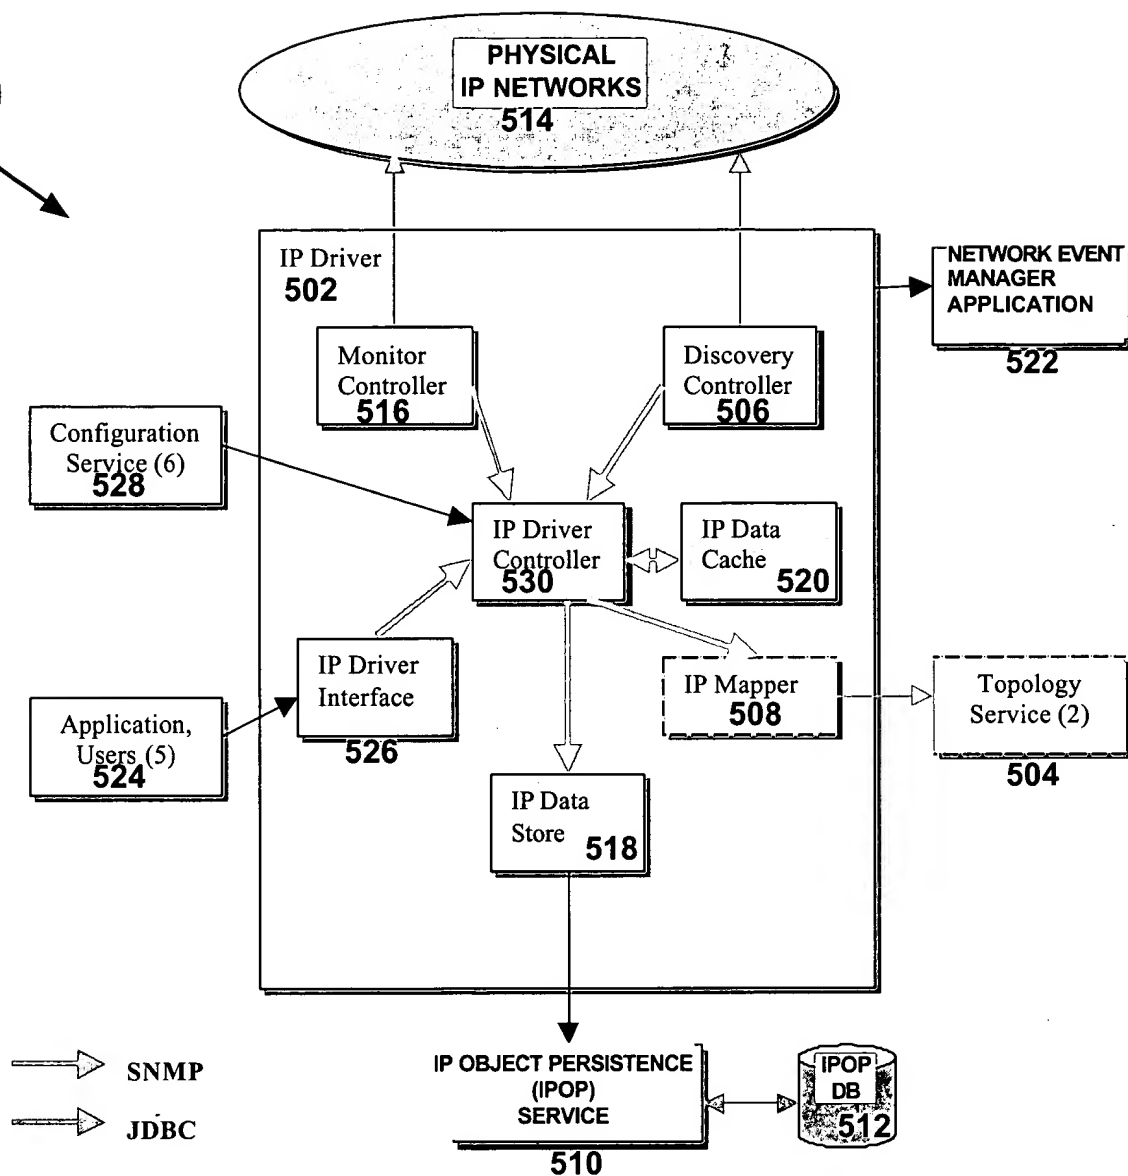 PHYSICAL
IP NETWORKS
514
IP Driver
502
NETWORK EVENT
MANAGER
APPLICATION
522
Monitor
Controller
516
Discovery
Controller
506
Configuration
Service (6)
528
IP Driver
Controller
530
IP Data
Cache
520
IP Driver
Interface
526
IP Mapper
508
Topology
Service (2)
504
Application,
Users (5)
524
IP Data
Store
518
SNMP
JDBC
IP OBJECT PERSISTENCE
(IPOP)
SERVICE
510
IPOP
DB
512